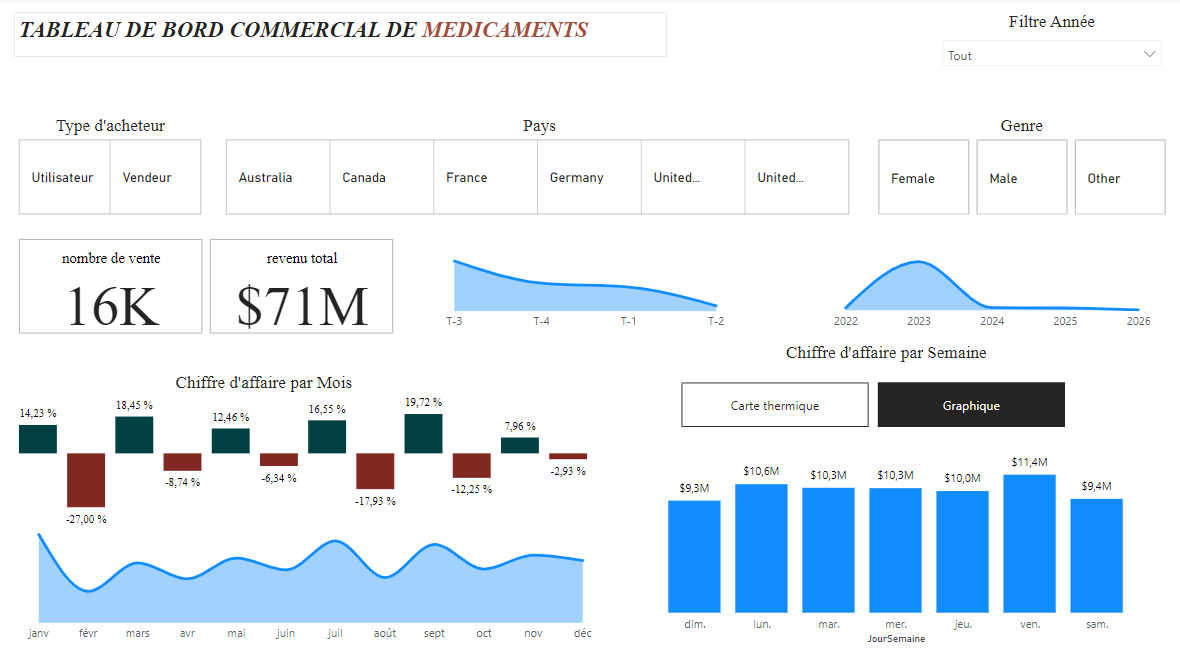 TABLEAU DE BORD COMMERCIAL DE MEDICAMENTS
Filtre Année
Tout
Type d'acheteur
Pays
Genre
Utilisateur
Vendeur
Australia
Canada
France
Germany
United...
United...
Female
Male
Other
nombre de vente
16K
revenu total
$71M
T-3 T-4 T-1 T-2
2022 2023 2024 2025 2026
Chiffre d'affaire par Mois
14,23 % 18,45 % 12,46 % 16,55 % 19,72 % 7,96 %
-27,00 % -8,74 % -6,34 % -17,93 % -12,25 % -2,93 %
janv févr mars avr mai juin juil août sept oct nov déc
Chiffre d'affaire par Semaine
Carte thermique
Graphique
$9,3M $10,6M $10,3M $10,3M $10,0M $11,4M $9,4M
dim. lun. mar. mer. jeu. ven. sam.
JourSemaine